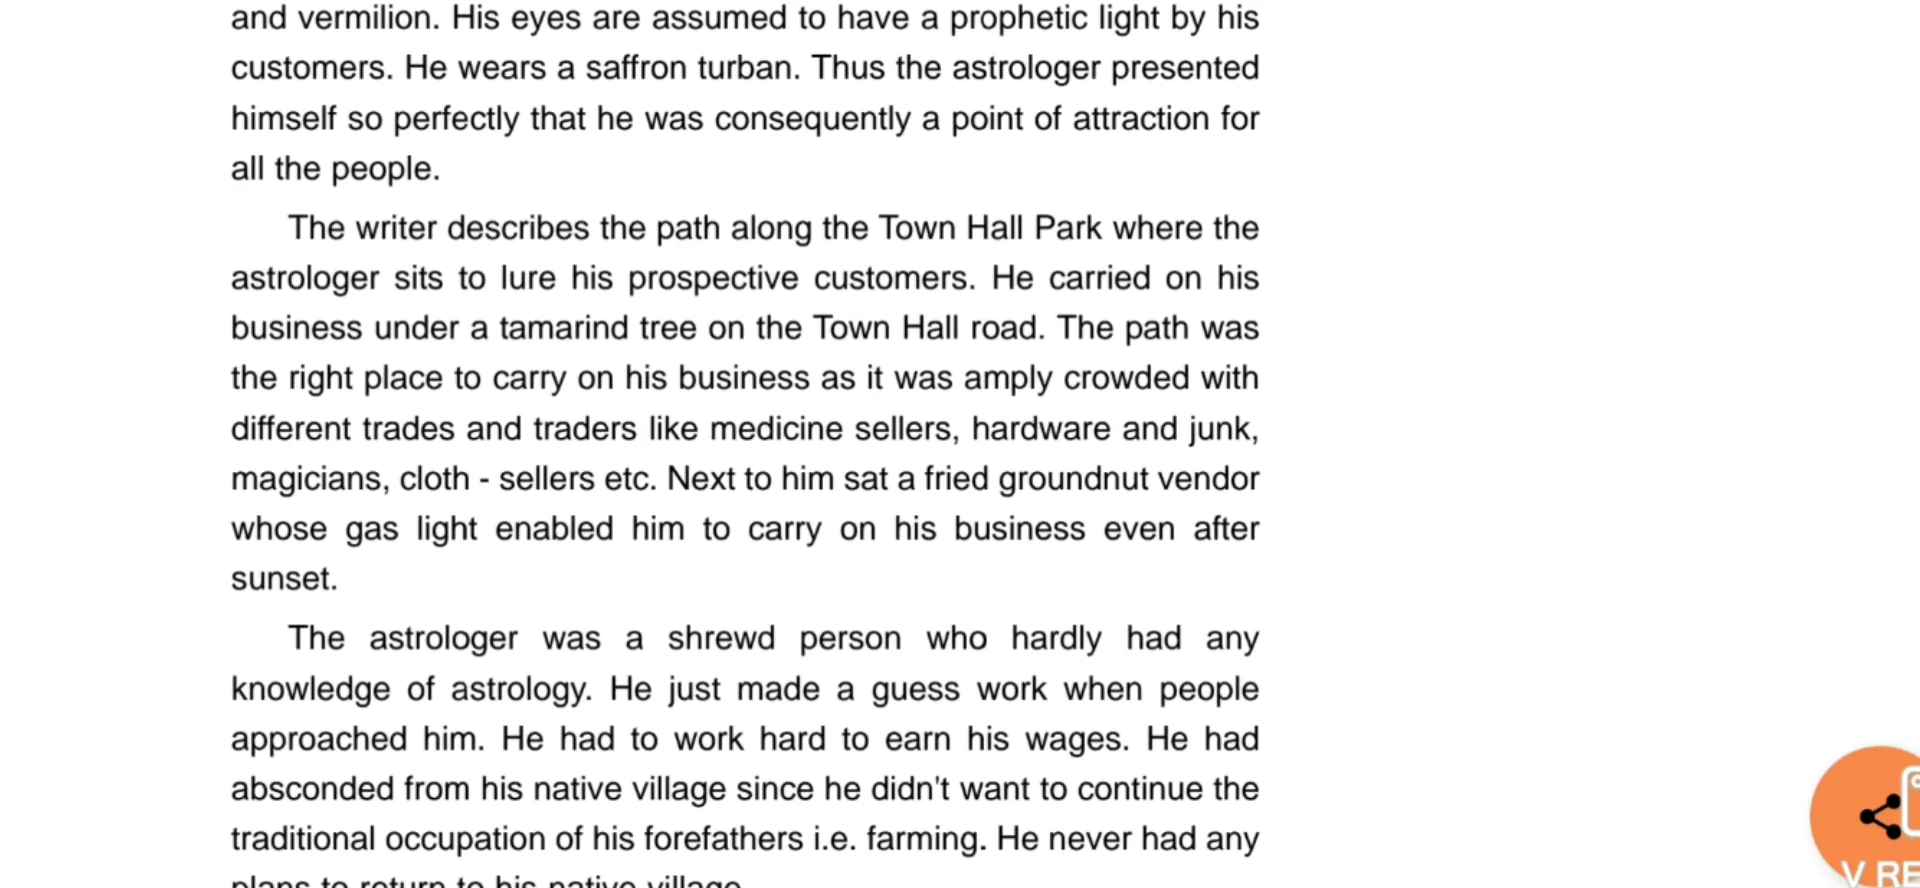 and vermilion. His eyes are assumed to have a prophetic light by his
customers. He wears a saffron turban. Thus the astrologer presented
himself so perfectly that he was consequently a point of attraction for
all the people.
The writer describes the path along the Town Hall Park where the
astrologer sits to lure his prospective customers. He carried on his
business under a tamarind tree on the Town Hall road. The path was
the right place to carry on his business as it was amply crowded with
different trades and traders like medicine sellers, hardware and junk,
magicians, cloth - sellers etc. Next to him sat a fried groundnut vendor
whose gas light enabled him to carry on his business even after
sunset.
The astrologer was a shrewd person who hardly had any
knowledge of astrology. He just made a guess work when people
approached him. He had to work hard to earn his wages. He had
absconded from his native village since he didn't want to continue the
traditional occupation of his forefathers i.e. farming. He never had any
plans to return to his native village.
V RE